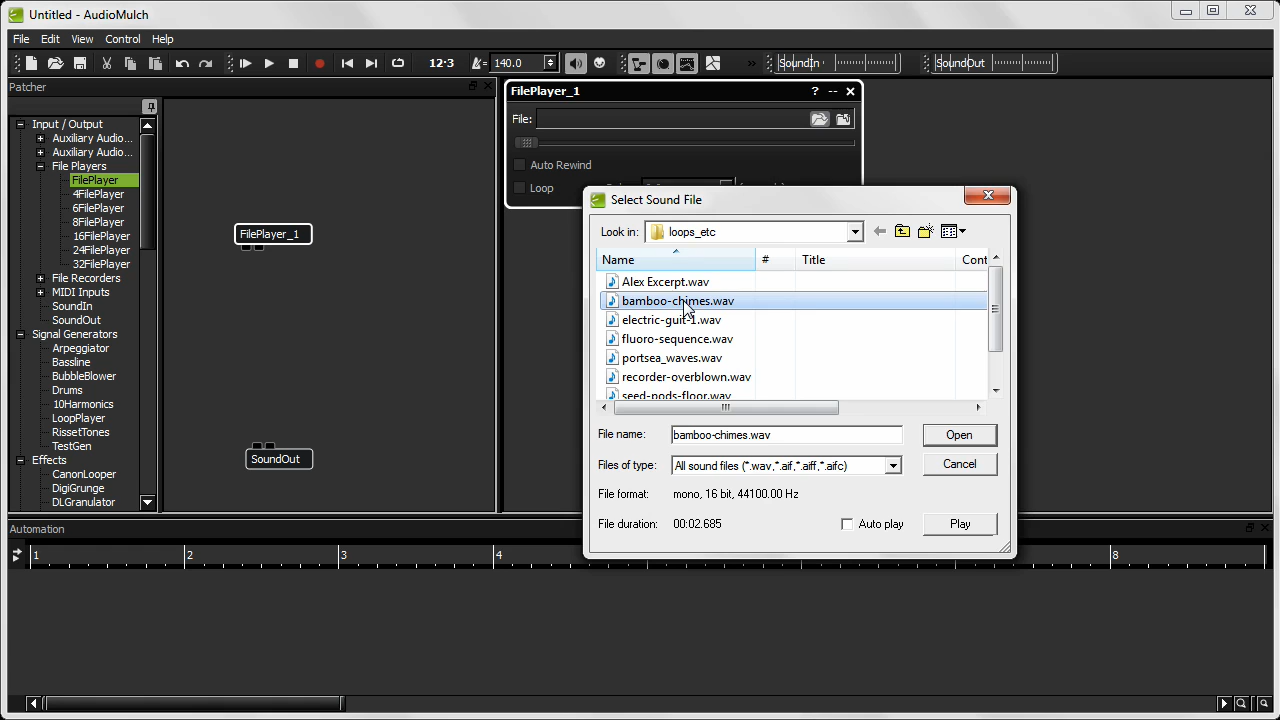 Untitled - AudioMulch
File Edit View Control Help
12:3 140.0 » SoundIn SoundOut
Patcher
Input / Output
Auxiliary Audio...
Auxiliary Audio...
File Players
FilePlayer
4FilePlayer
6FilePlayer
8FilePlayer
16FilePlayer
24FilePlayer
32FilePlayer
File Recorders
MIDI Inputs
SoundIn
SoundOut
Signal Generators
Arpeggiator
Bassline
BubbleBlower
Drums
10Harmonics
LoopPlayer
RissetTones
TestGen
Effects
CanonLooper
DigiGrunge
DLGranulator
FilePlayer_1
SoundOut
FilePlayer_1 ? --
File:
Auto Rewind
Loop
Select Sound File
Look in: loops_etc
Name # Title Cont
Alex Excerpt.wav
bamboo-chimes.wav
electric-guit-1.wav
fluoro-sequence.wav
portsea_waves.wav
recorder-overblown.wav
seed-pods-floor.wav
File name: bamboo-chimes.wav Open
Files of type: All sound files (*.wav,*.aif,*.aiff,*.aifc) Cancel
File format: mono, 16 bit, 44100.00 Hz
File duration: 00:02.585 Auto play Play
Automation
1 2 3 4 8